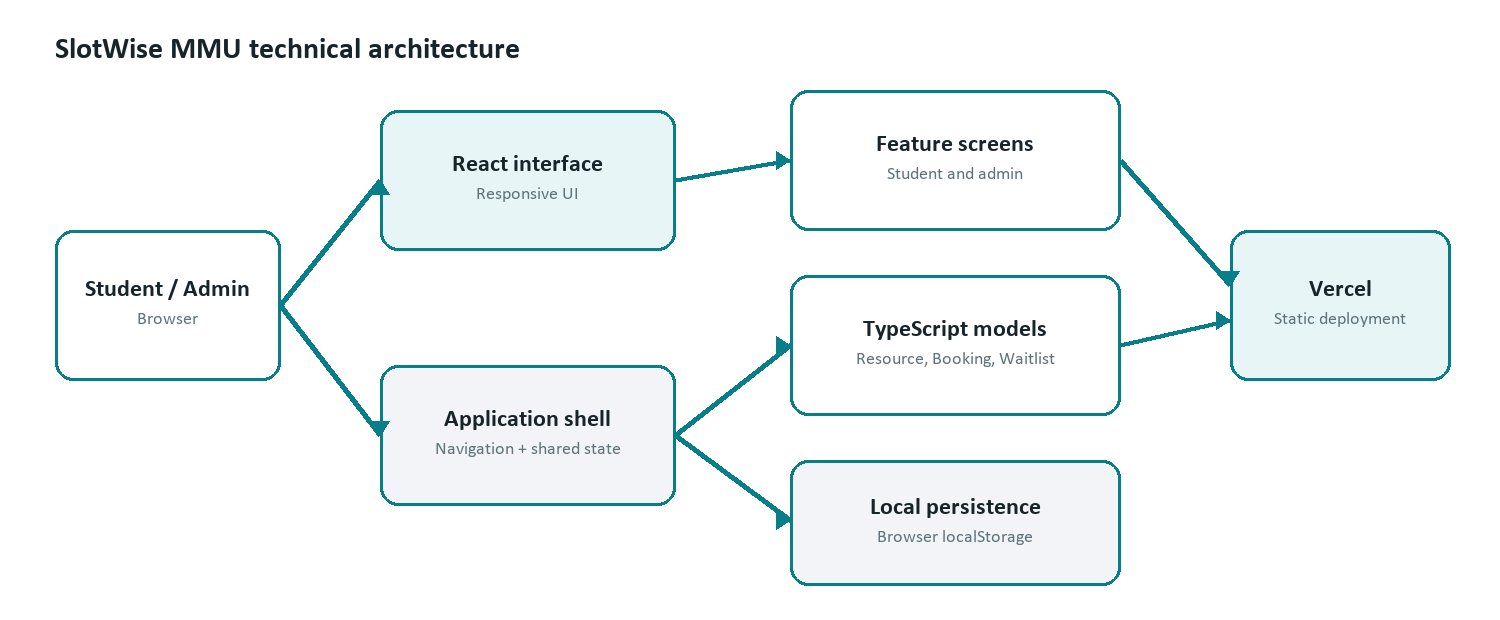 SlotWise MMU technical architecture
React interface
Responsive UI
Feature screens
Student and admin
Student / Admin
Browser
TypeScript models
Resource, Booking, Waitlist
Vercel
Static deployment
Application shell
Navigation + shared state
Local persistence
Browser localStorage